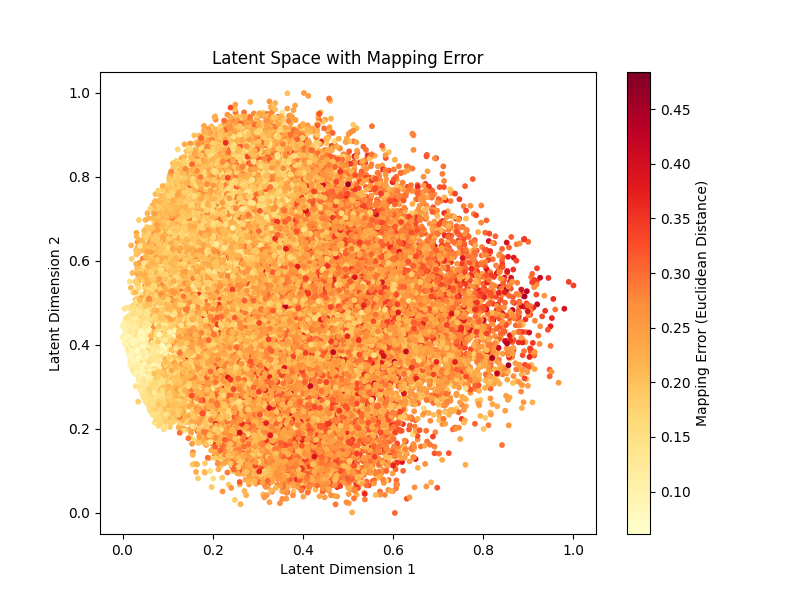 Latent Space with Mapping Error
1.0
0.8
0.6
0.4
0.2
0.0
Latent Dimension 2
0.0 0.2 0.4 0.6 0.8 1.0
Latent Dimension 1
0.45
0.40
0.35
0.30
0.25
0.20
0.15
0.10
Mapping Error (Euclidean Distance)